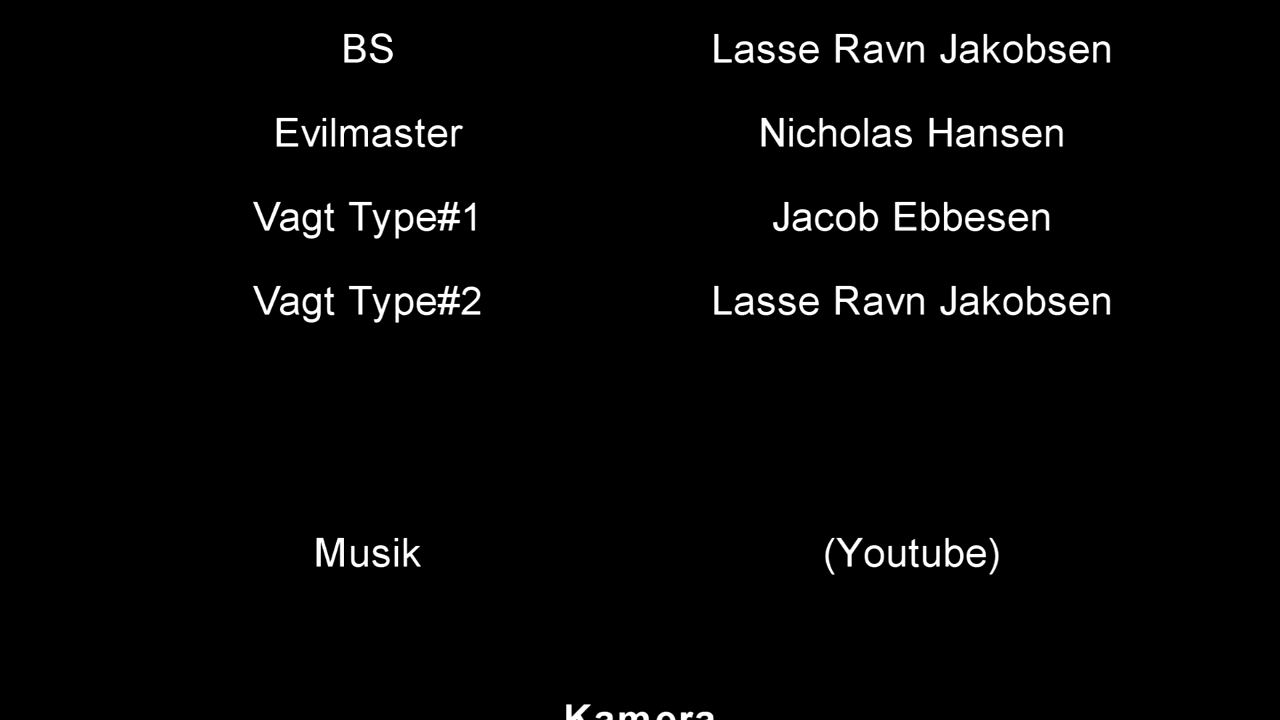 BS Lasse Ravn Jakobsen
Evilmaster Nicholas Hansen
Vagt Type#1 Jacob Ebbesen
Vagt Type#2 Lasse Ravn Jakobsen
Musik (Youtube)
Kamera